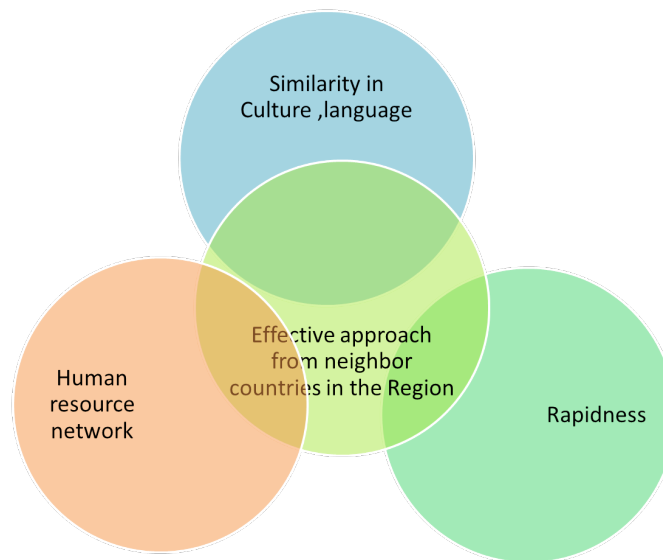 Similarity in
Culture ,language
Effective approach
from neighbor
countries in the Region
Human
resource
network
Rapidness